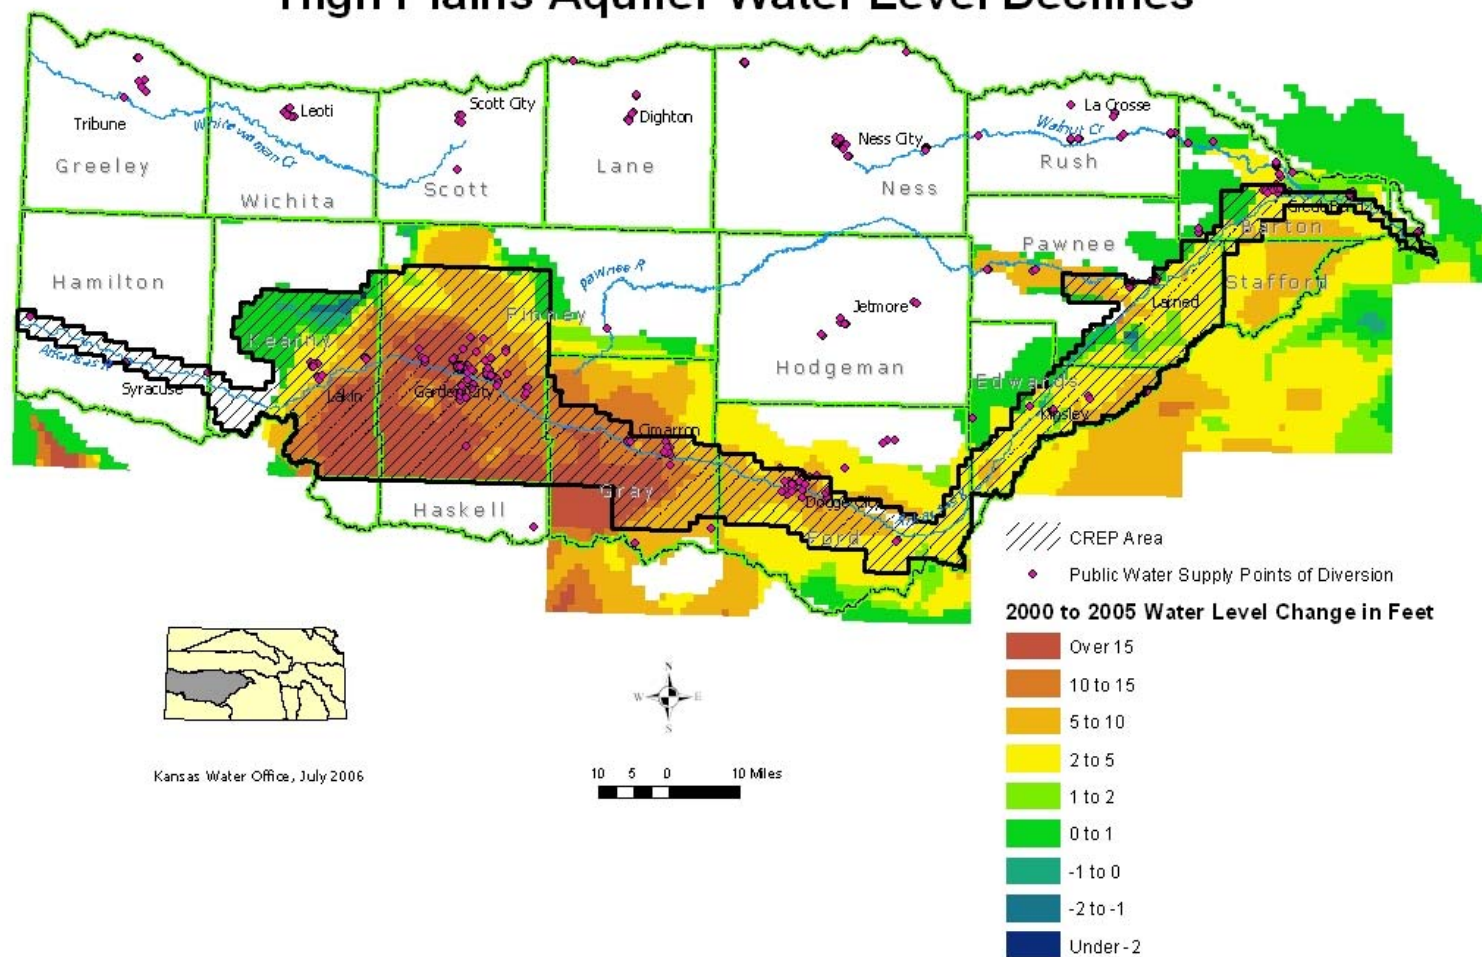 High Plains Aquifer Water Level Declines
Tribune
Greeley
Whitewoman Cr
Leoti
Wichita
Scott City
Scott
Dighton
Lane
Ness City
Ness
La Crosse
Walnut Cr
Rush
Great Bend
Barton
Hamilton
Arkansas R
Syracuse
Kearny
Lakin
Finney
Garden City
Pawnee R
Jetmore
Hodgeman
Pawnee
Larned
Stafford
Edwards
Kinsley
Cimarron
Gray
Haskell
Dodge City
Ford
Arkansas R
CREP Area
Public Water Supply Points of Diversion
2000 to 2005 Water Level Change in Feet
Over 15
10 to 15
5 to 10
2 to 5
1 to 2
0 to 1
-1 to 0
-2 to -1
Under -2
N
W
E
S
Kansas Water Office, July 2006
10 5 0 10 Miles